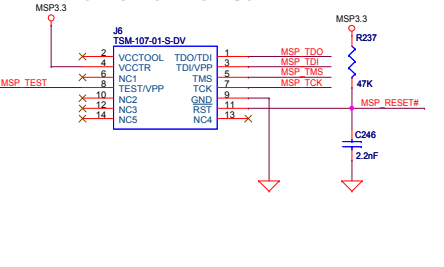 MSP3.3
J6
TSM-107-01-S-DV
MSP3.3
R237
47K
2 VCCTOOL TDO/TDI 1 MSP_TDO
4 VCCTR TDI/VPP 3 MSP_TDI
6 NC1 TMS 5 MSP_TMS
MSP_TEST 8 TEST/VPP TCK 7 MSP_TCK
10 NC2 GND 9
12 NC3 RST 11 MSP_RESET#
14 NC5 NC4 13
C246
2.2nF